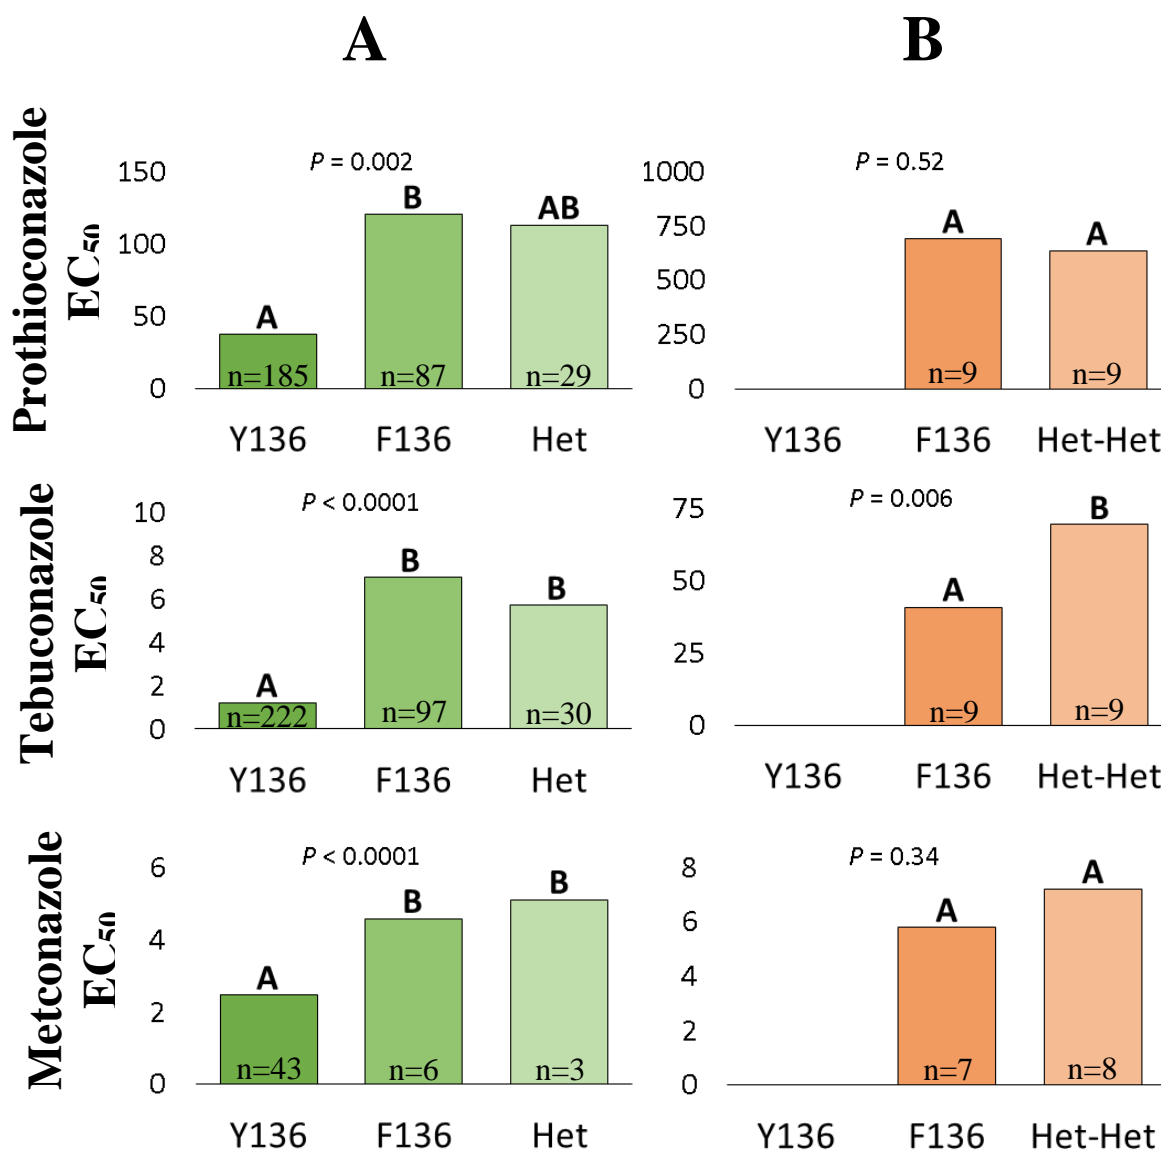 A
B
Prothioconazole
EC50
P = 0.002
150
100
50
0
A
B
AB
n=185
n=87
n=29
Y136
F136
Het
P = 0.52
1000
750
500
250
0
A
A
n=9
n=9
Y136
F136
Het-Het
Tebuconazole
EC50
P < 0.0001
10
8
6
4
2
0
A
B
B
n=222
n=97
n=30
Y136
F136
Het
P = 0.006
75
50
25
0
A
B
n=9
n=9
Y136
F136
Het-Het
Metconazole
EC50
P < 0.0001
6
4
2
0
A
B
B
n=43
n=6
n=3
Y136
F136
Het
P = 0.34
8
6
4
2
0
A
A
n=7
n=8
Y136
F136
Het-Het